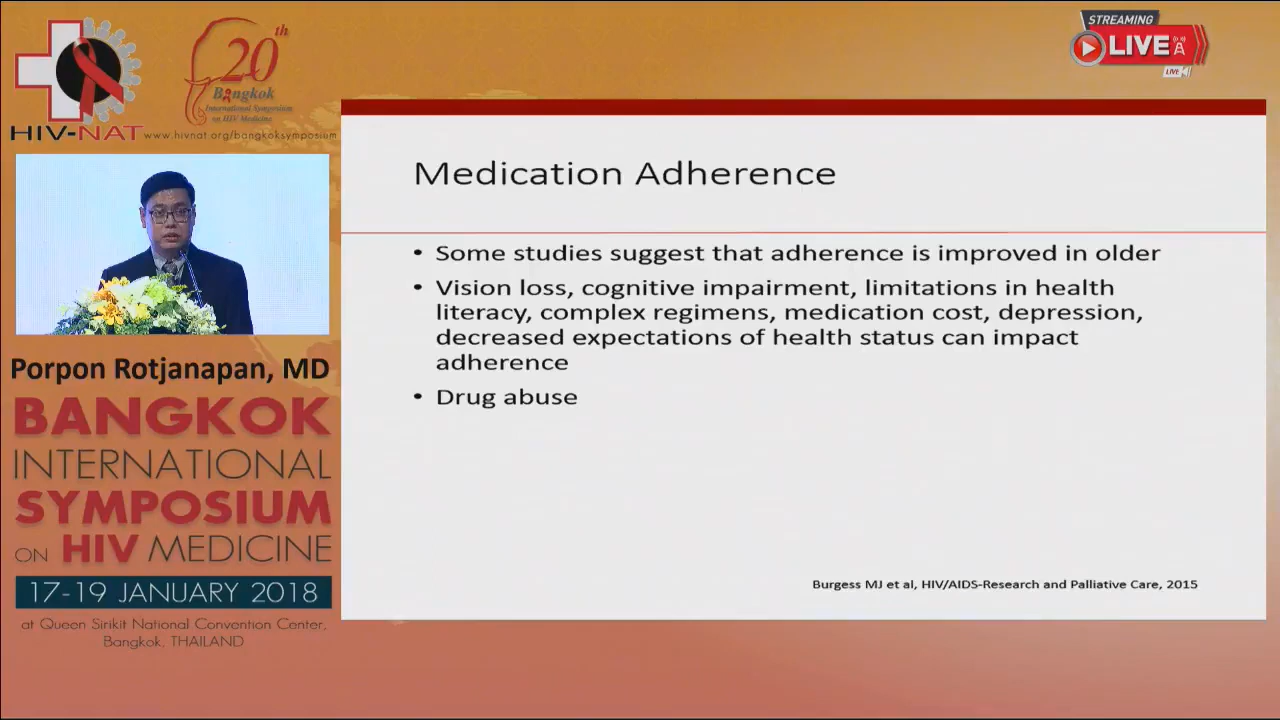 HIV-NAT
20th
Bangkok
International Symposium
on HIV Medicine
www.hivnat.org/bangkoksymposium
STREAMING
LIVE
LIVE
Medication Adherence
• Some studies suggest that adherence is improved in older
• Vision loss, cognitive impairment, limitations in health
literacy, complex regimens, medication cost, depression,
decreased expectations of health status can impact
adherence
• Drug abuse
Burgess MJ et al, HIV/AIDS-Research and Palliative Care, 2015
Porpon Rotjanapan, MD
BANGKOK
INTERNATIONAL
SYMPOSIUM
ON HIV MEDICINE
17-19 JANUARY 2018
at Queen Sirikit National Convention Center,
Bangkok, THAILAND